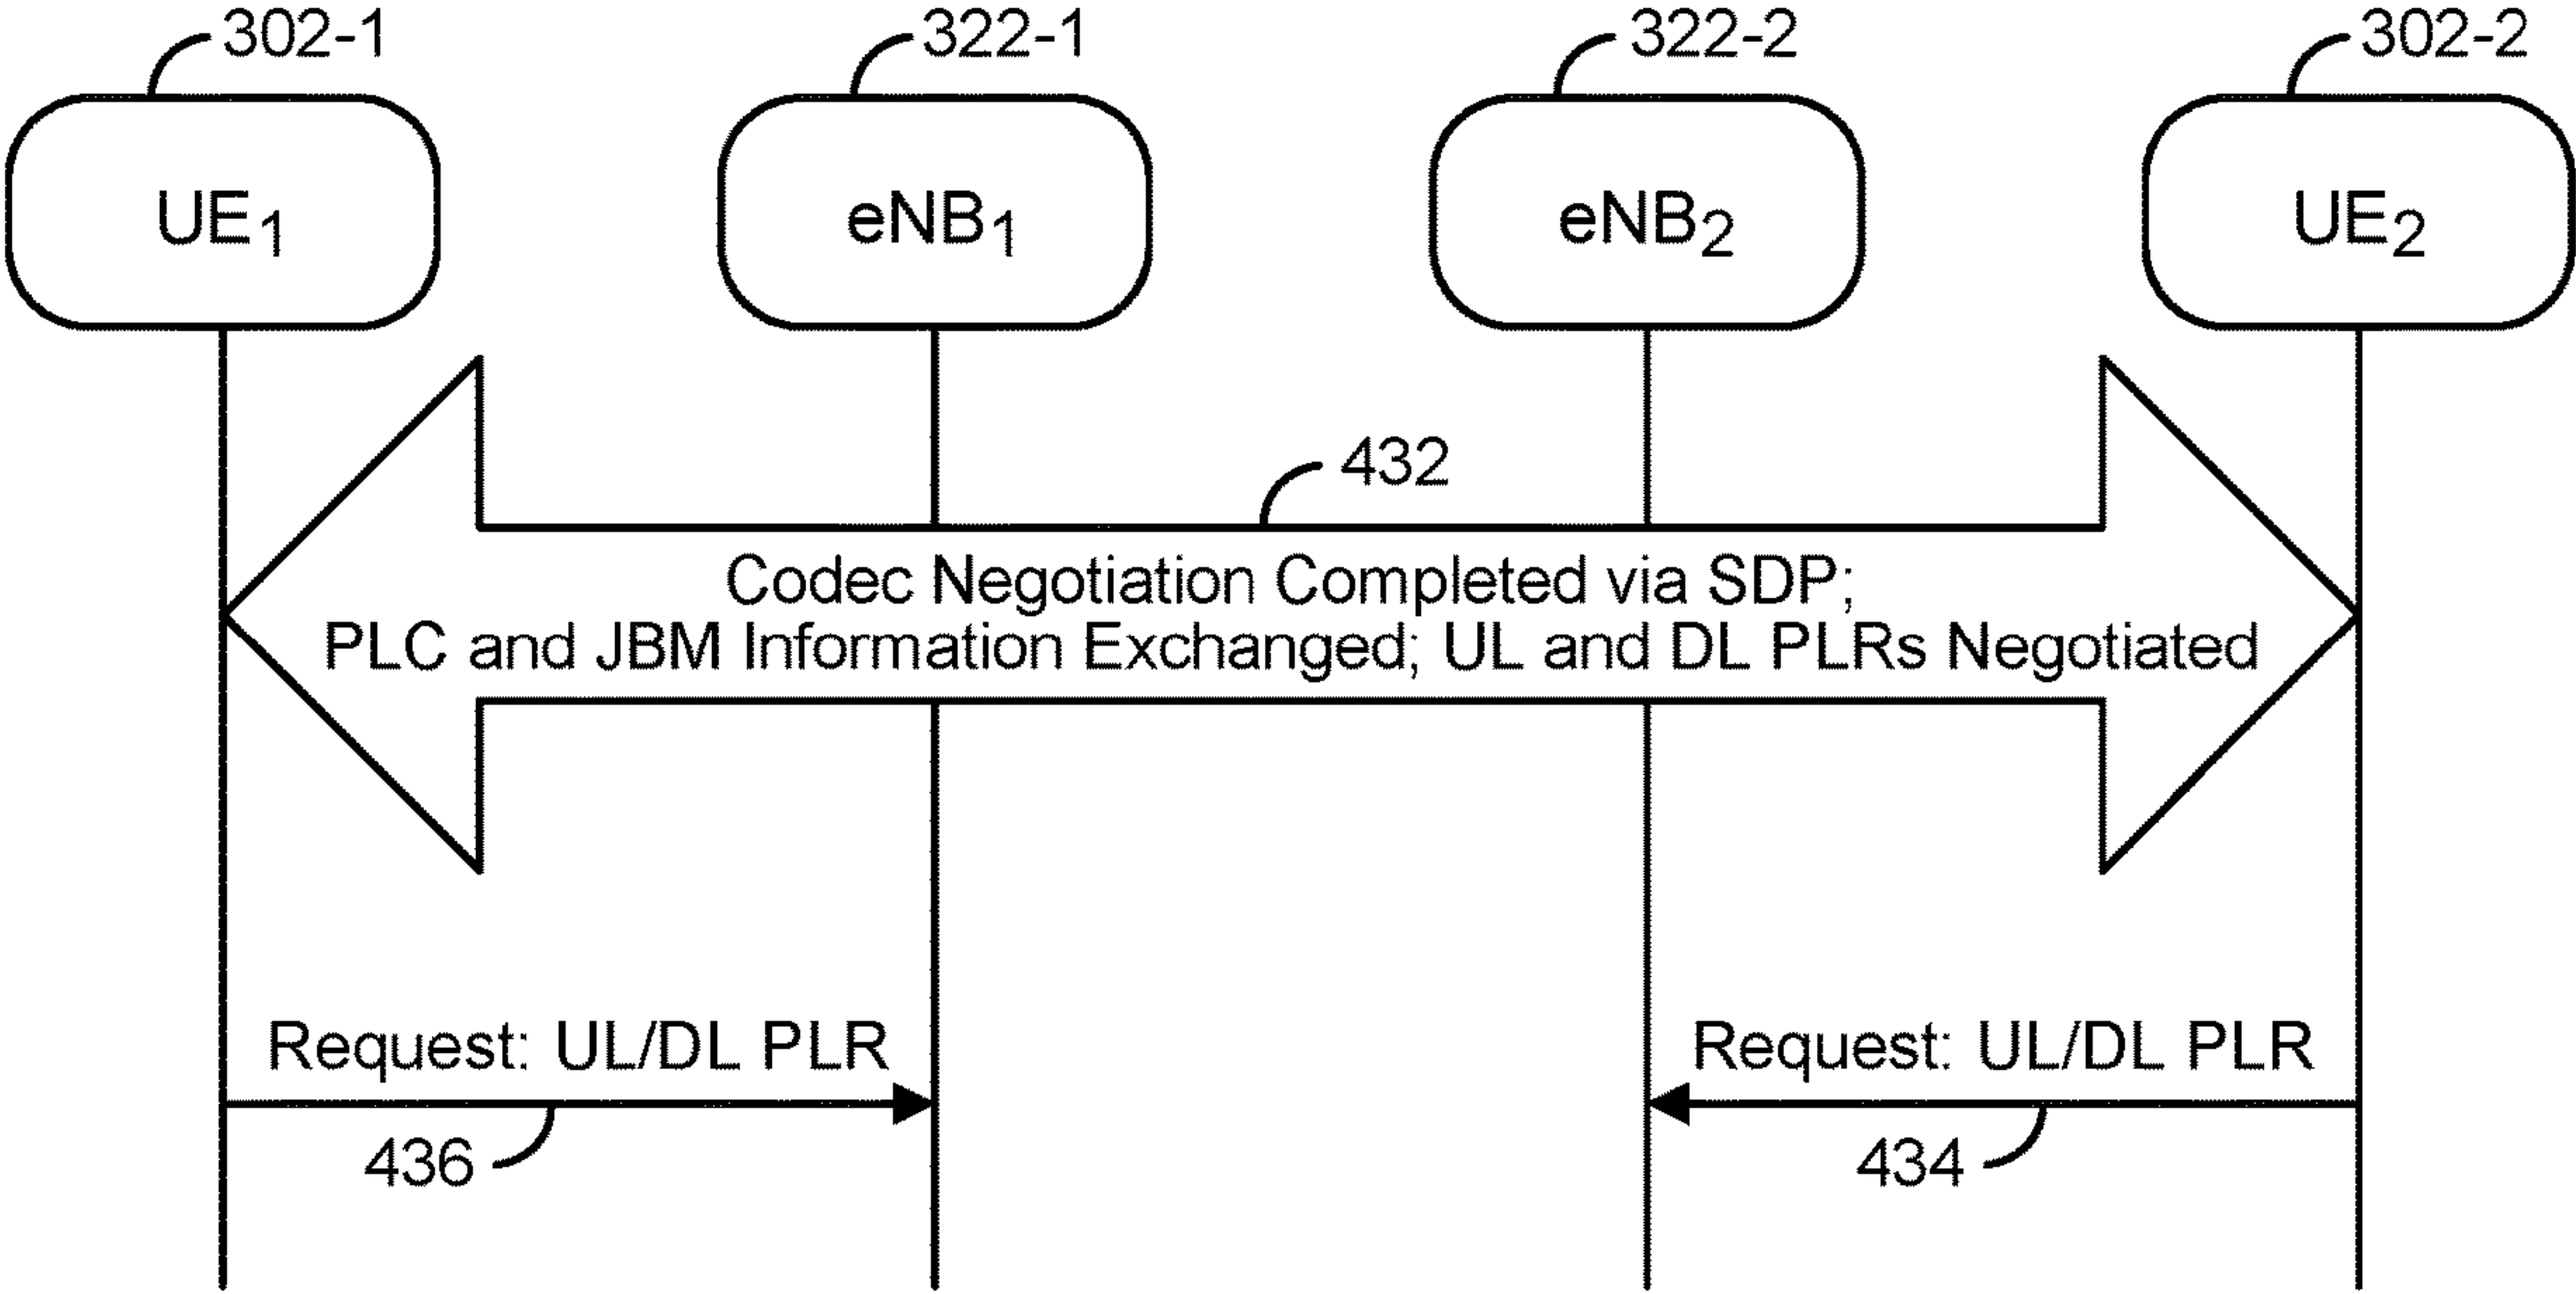 302-1
322-1
322-2
302-2
UE1
eNB1
eNB2
UE2
432
Codec Negotiation Completed via SDP;
PLC and JBM Information Exchanged; UL and DL PLRs Negotiated
Request: UL/DL PLR
Request: UL/DL PLR
436
434